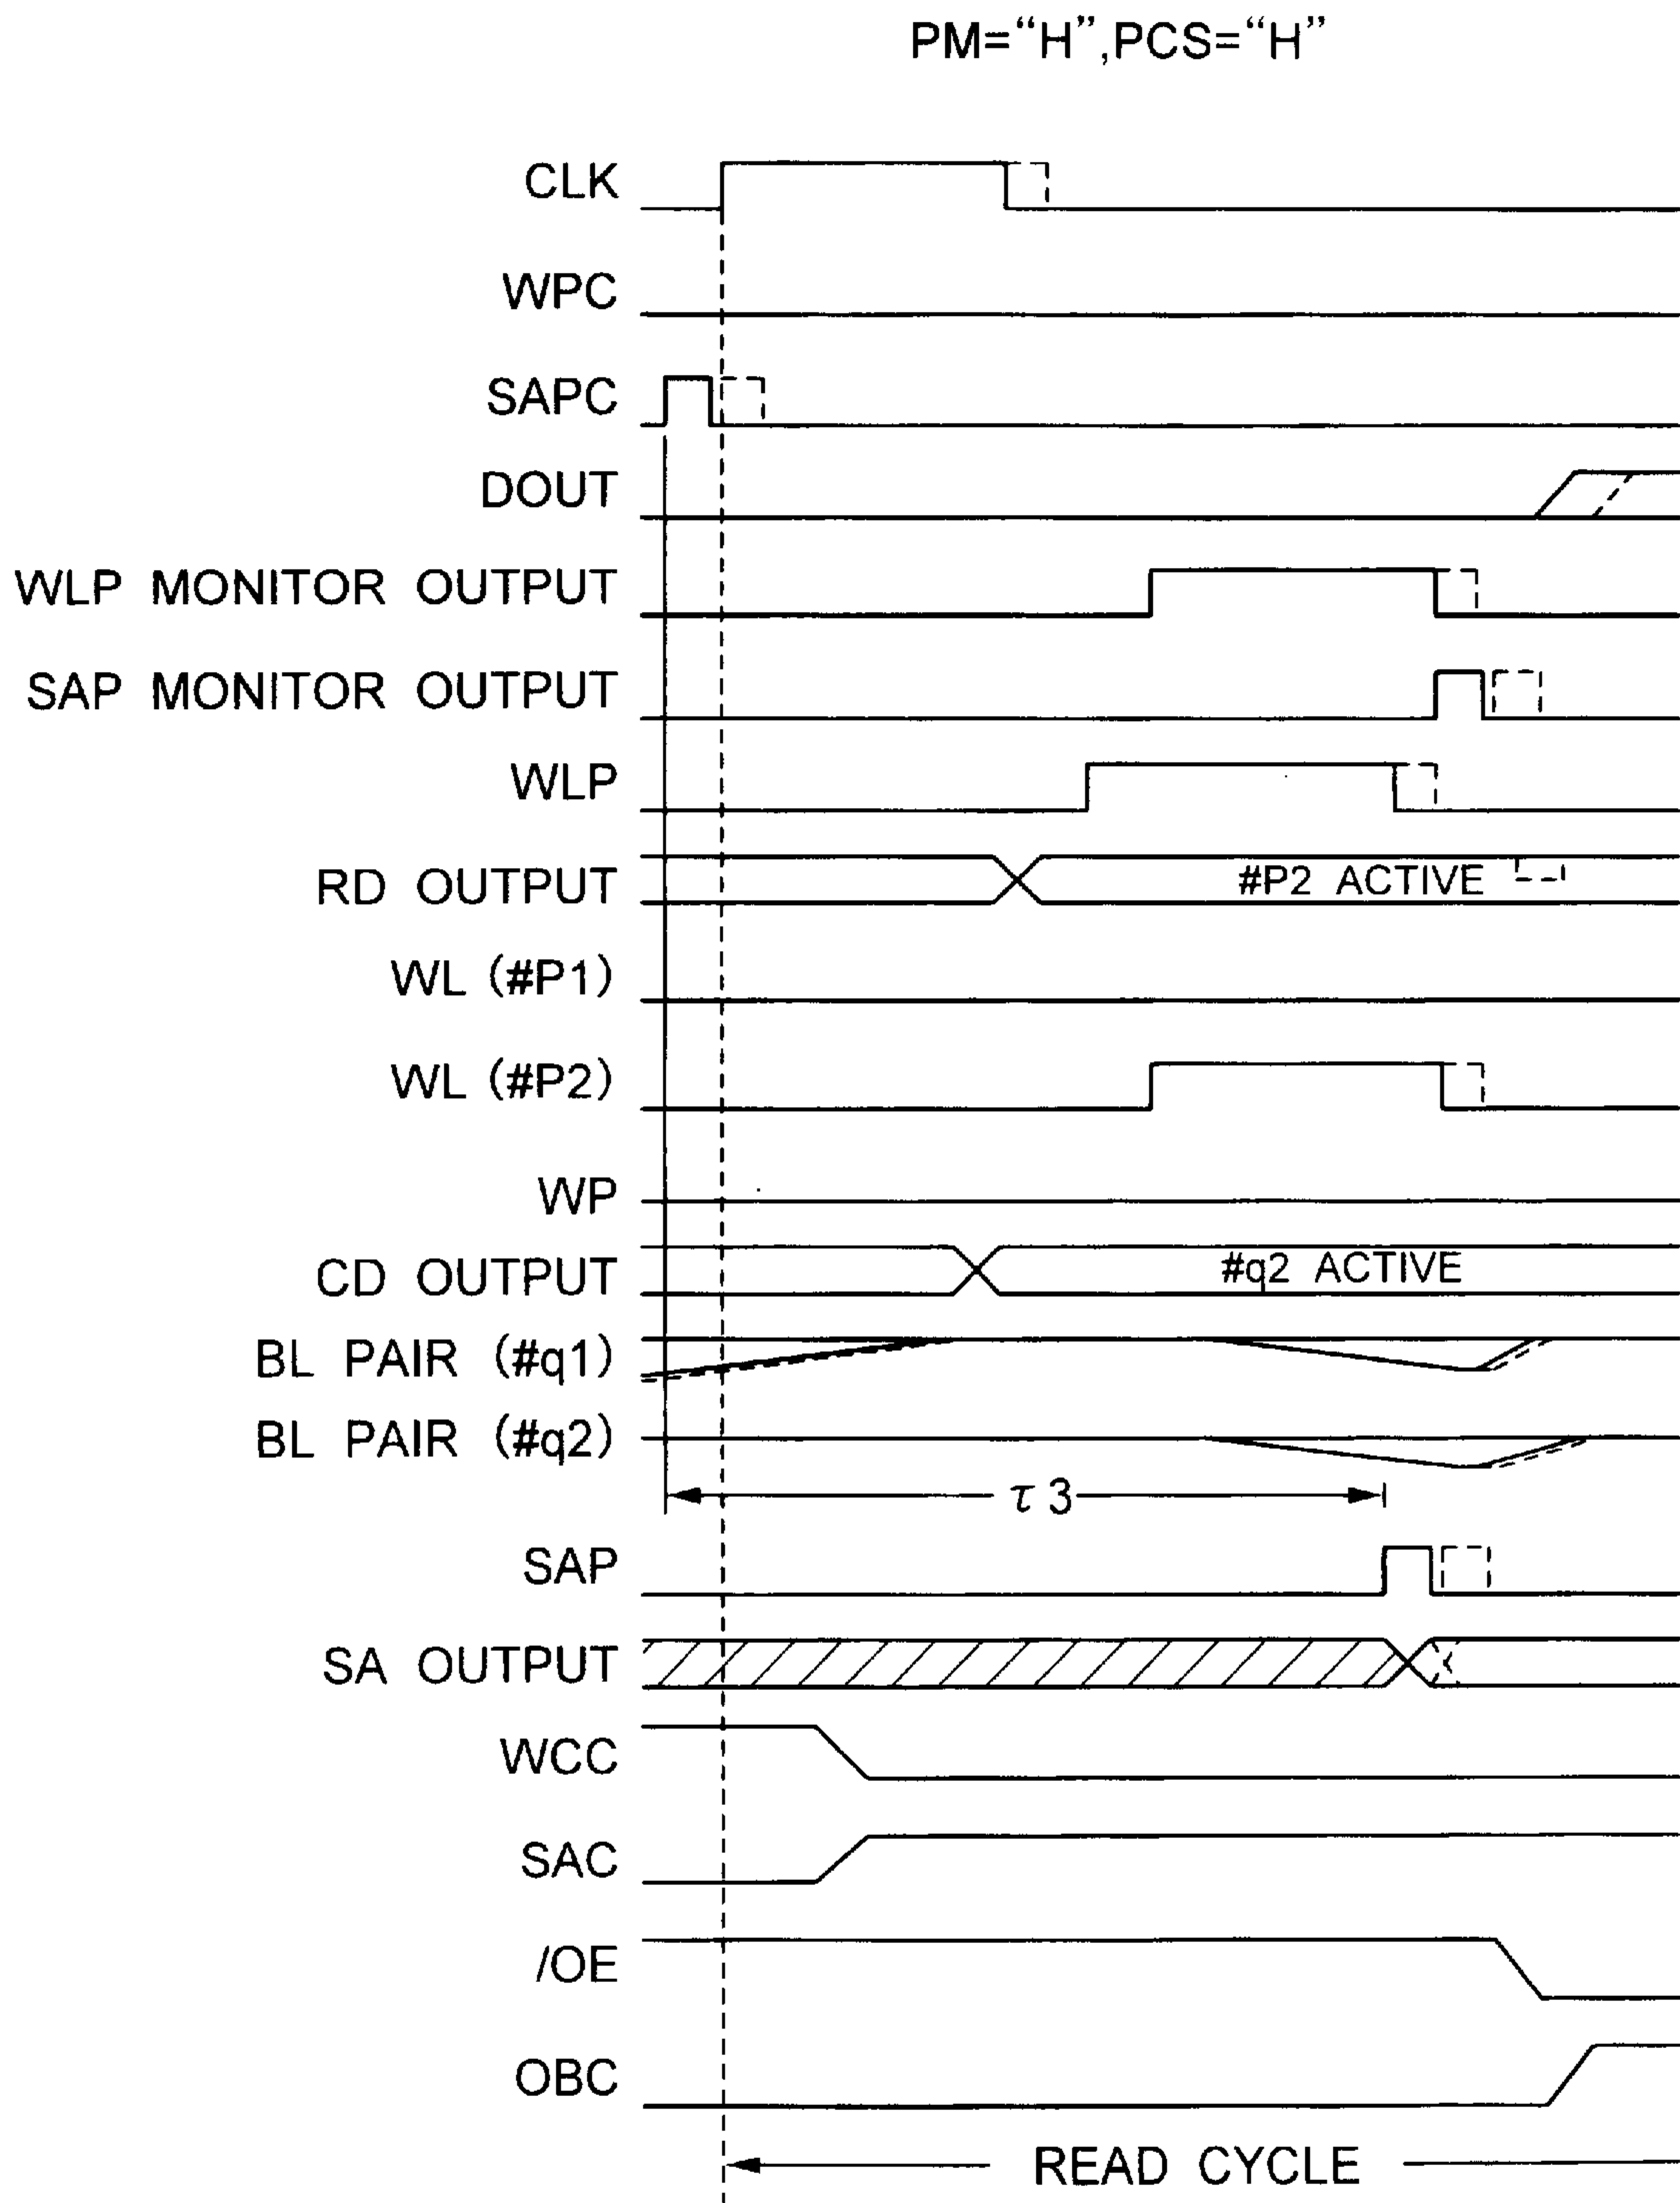 PM=“H”,PCS=“H”
CLK
WPC
SAPC
DOUT
WLP MONITOR OUTPUT
SAP MONITOR OUTPUT
WLP
RD OUTPUT
#P2 ACTIVE
WL (#P1)
WL (#P2)
WP
CD OUTPUT
#q2 ACTIVE
BL PAIR (#q1)
BL PAIR (#q2)
τ3
SAP
SA OUTPUT
WCC
SAC
/OE
OBC
READ CYCLE